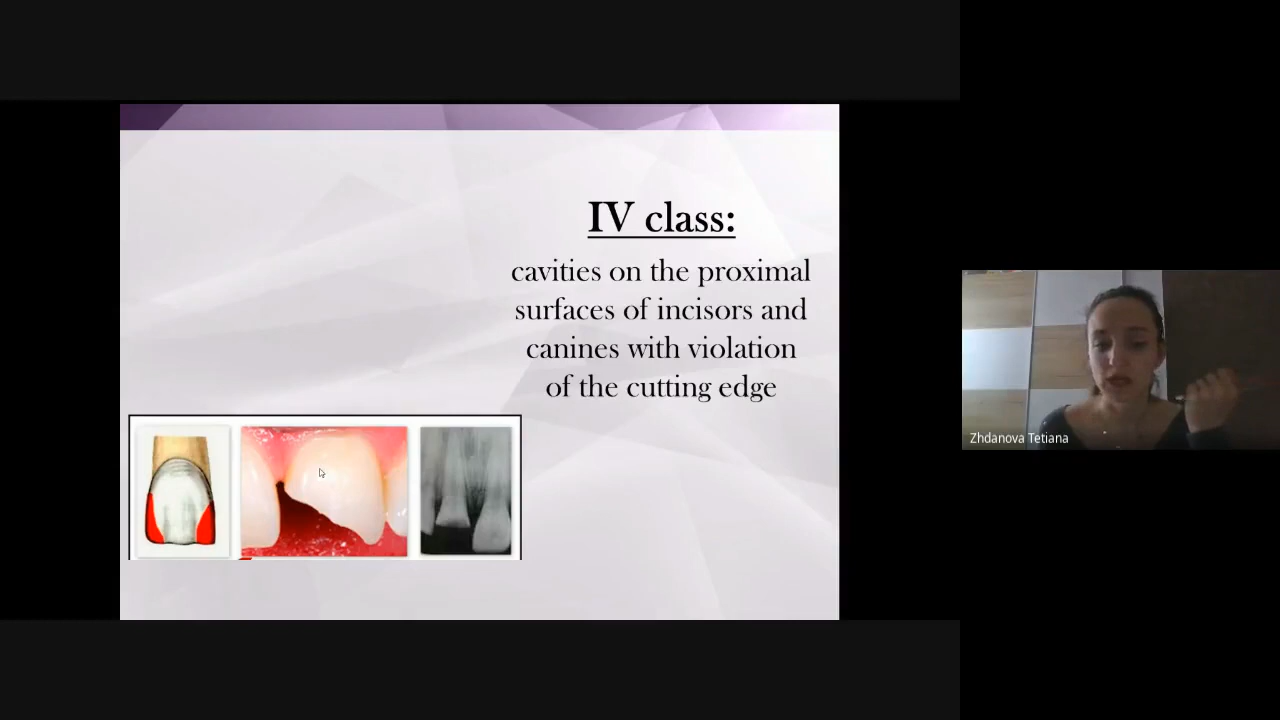 IV class:
cavities on the proximal
surfaces of incisors and
canines with violation
of the cutting edge
Zhdanova Tetiana